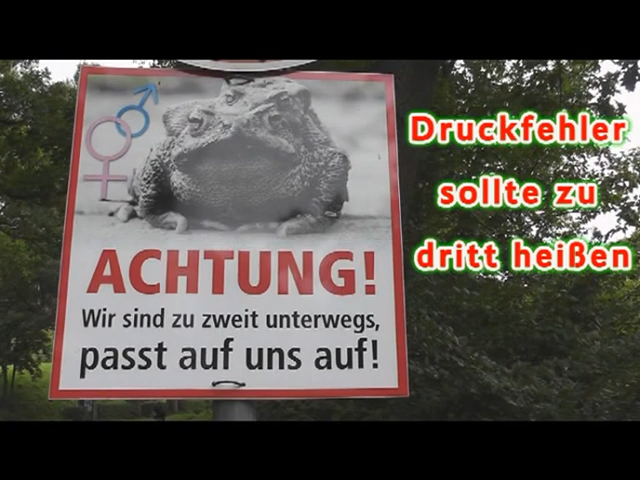 ACHTUNG!
Wir sind zu zweit unterwegs,
passt auf uns auf!
Druckfehler
sollte zu
dritt heißen